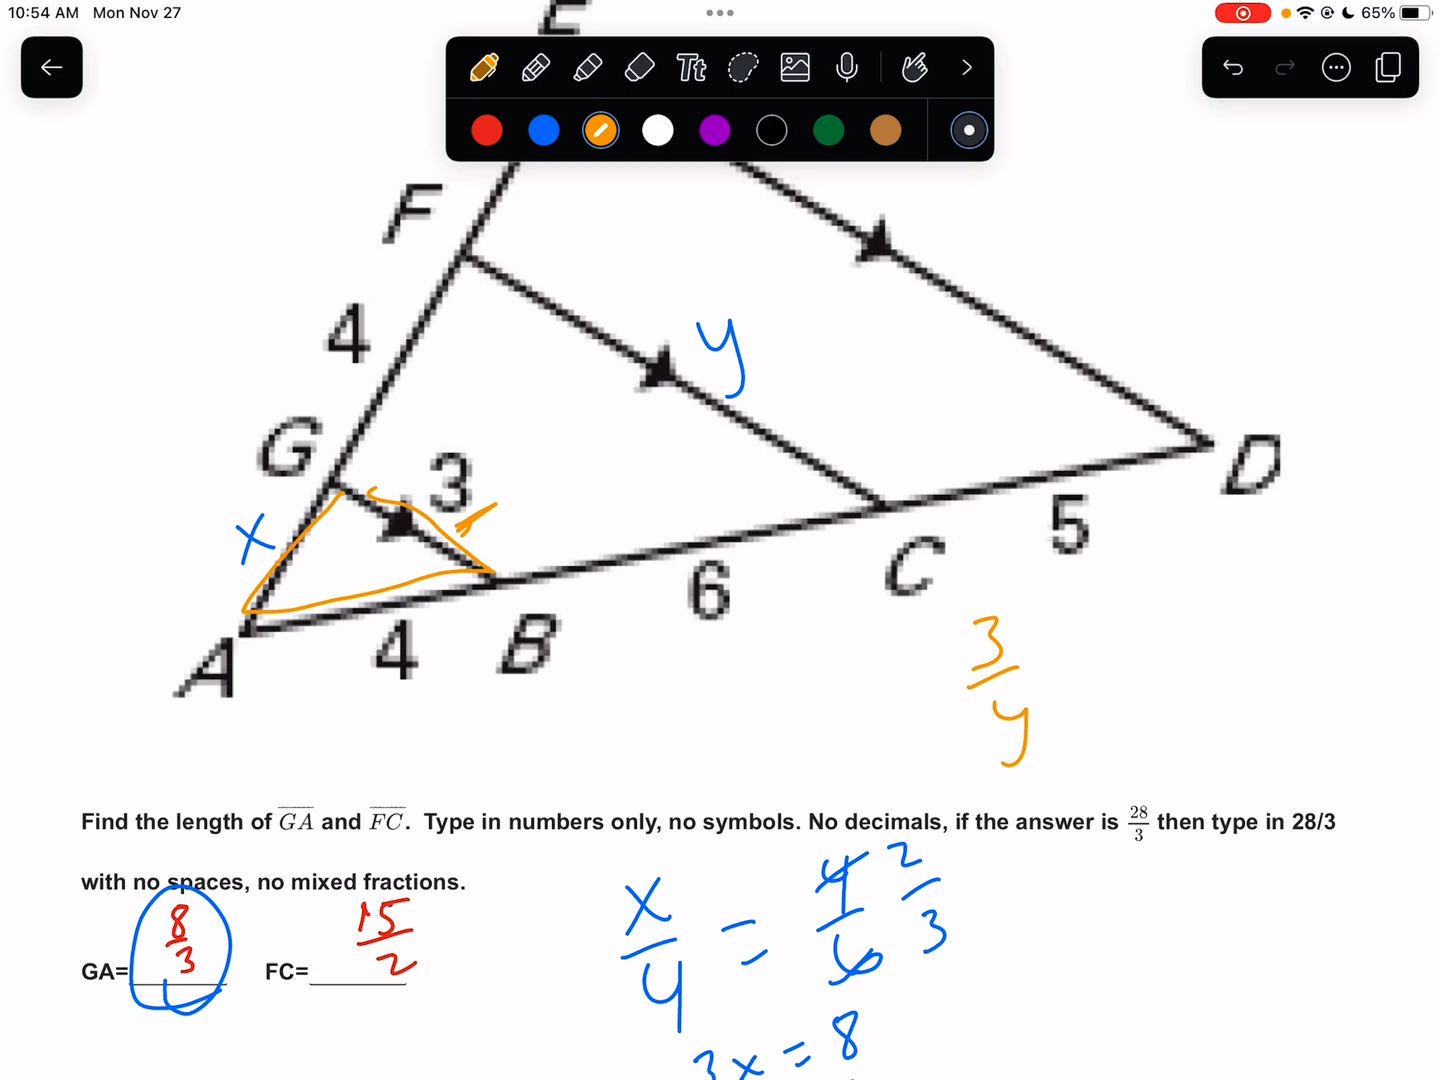 10:54 AM Mon Nov 27
65%
E
Tt
F
4
y
G
3
D
x
5
C
6
B
4
A
3
y
Find the length of GA and FC. Type in numbers only, no symbols. No decimals, if the answer is 28/3 then type in 28/3
with no spaces, no mixed fractions.
GA= 8/3 FC= 15/2
x/4 = 4/6 2/3
3x = 8